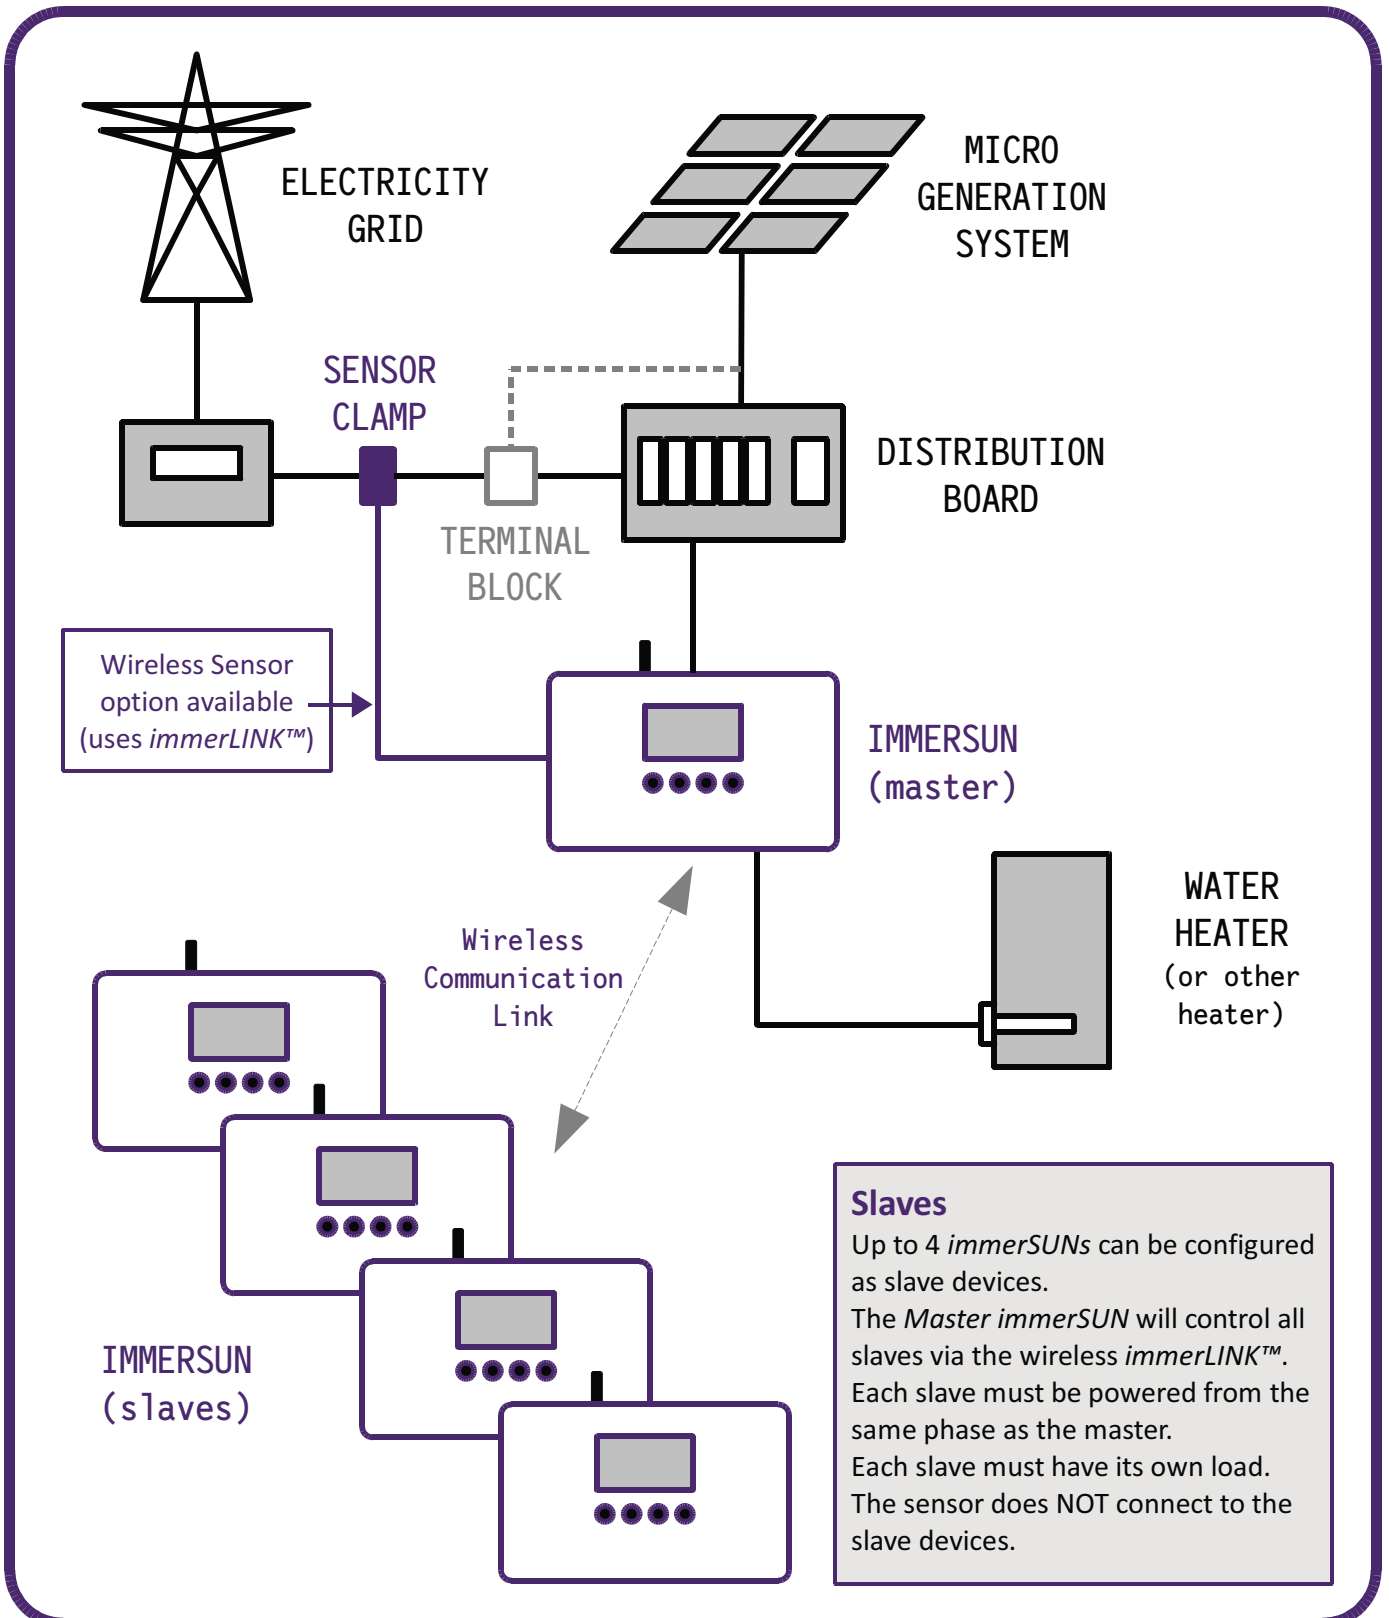 ELECTRICITY
GRID
MICRO
GENERATION
SYSTEM
SENSOR
CLAMP
TERMINAL
BLOCK
DISTRIBUTION
BOARD
Wireless Sensor
option available
(uses immerLINK™)
IMMERSUN
(master)
WATER
HEATER
(or other
heater)
Wireless
Communication
Link
IMMERSUN
(slaves)
Slaves
Up to 4 immerSUNs can be configured
as slave devices.
The Master immerSUN will control all
slaves via the wireless immerLINK™.
Each slave must be powered from the
same phase as the master.
Each slave must have its own load.
The sensor does NOT connect to the
slave devices.